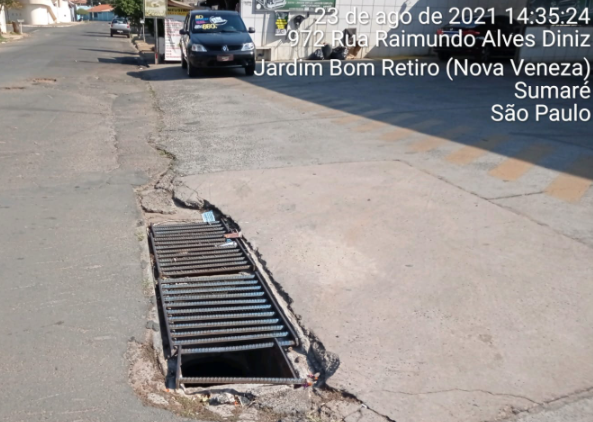 23 de ago de 2021 14:35:24
972 Rua Raimundo Alves Diniz
Jardim Bom Retiro (Nova Veneza)
Sumaré
São Paulo